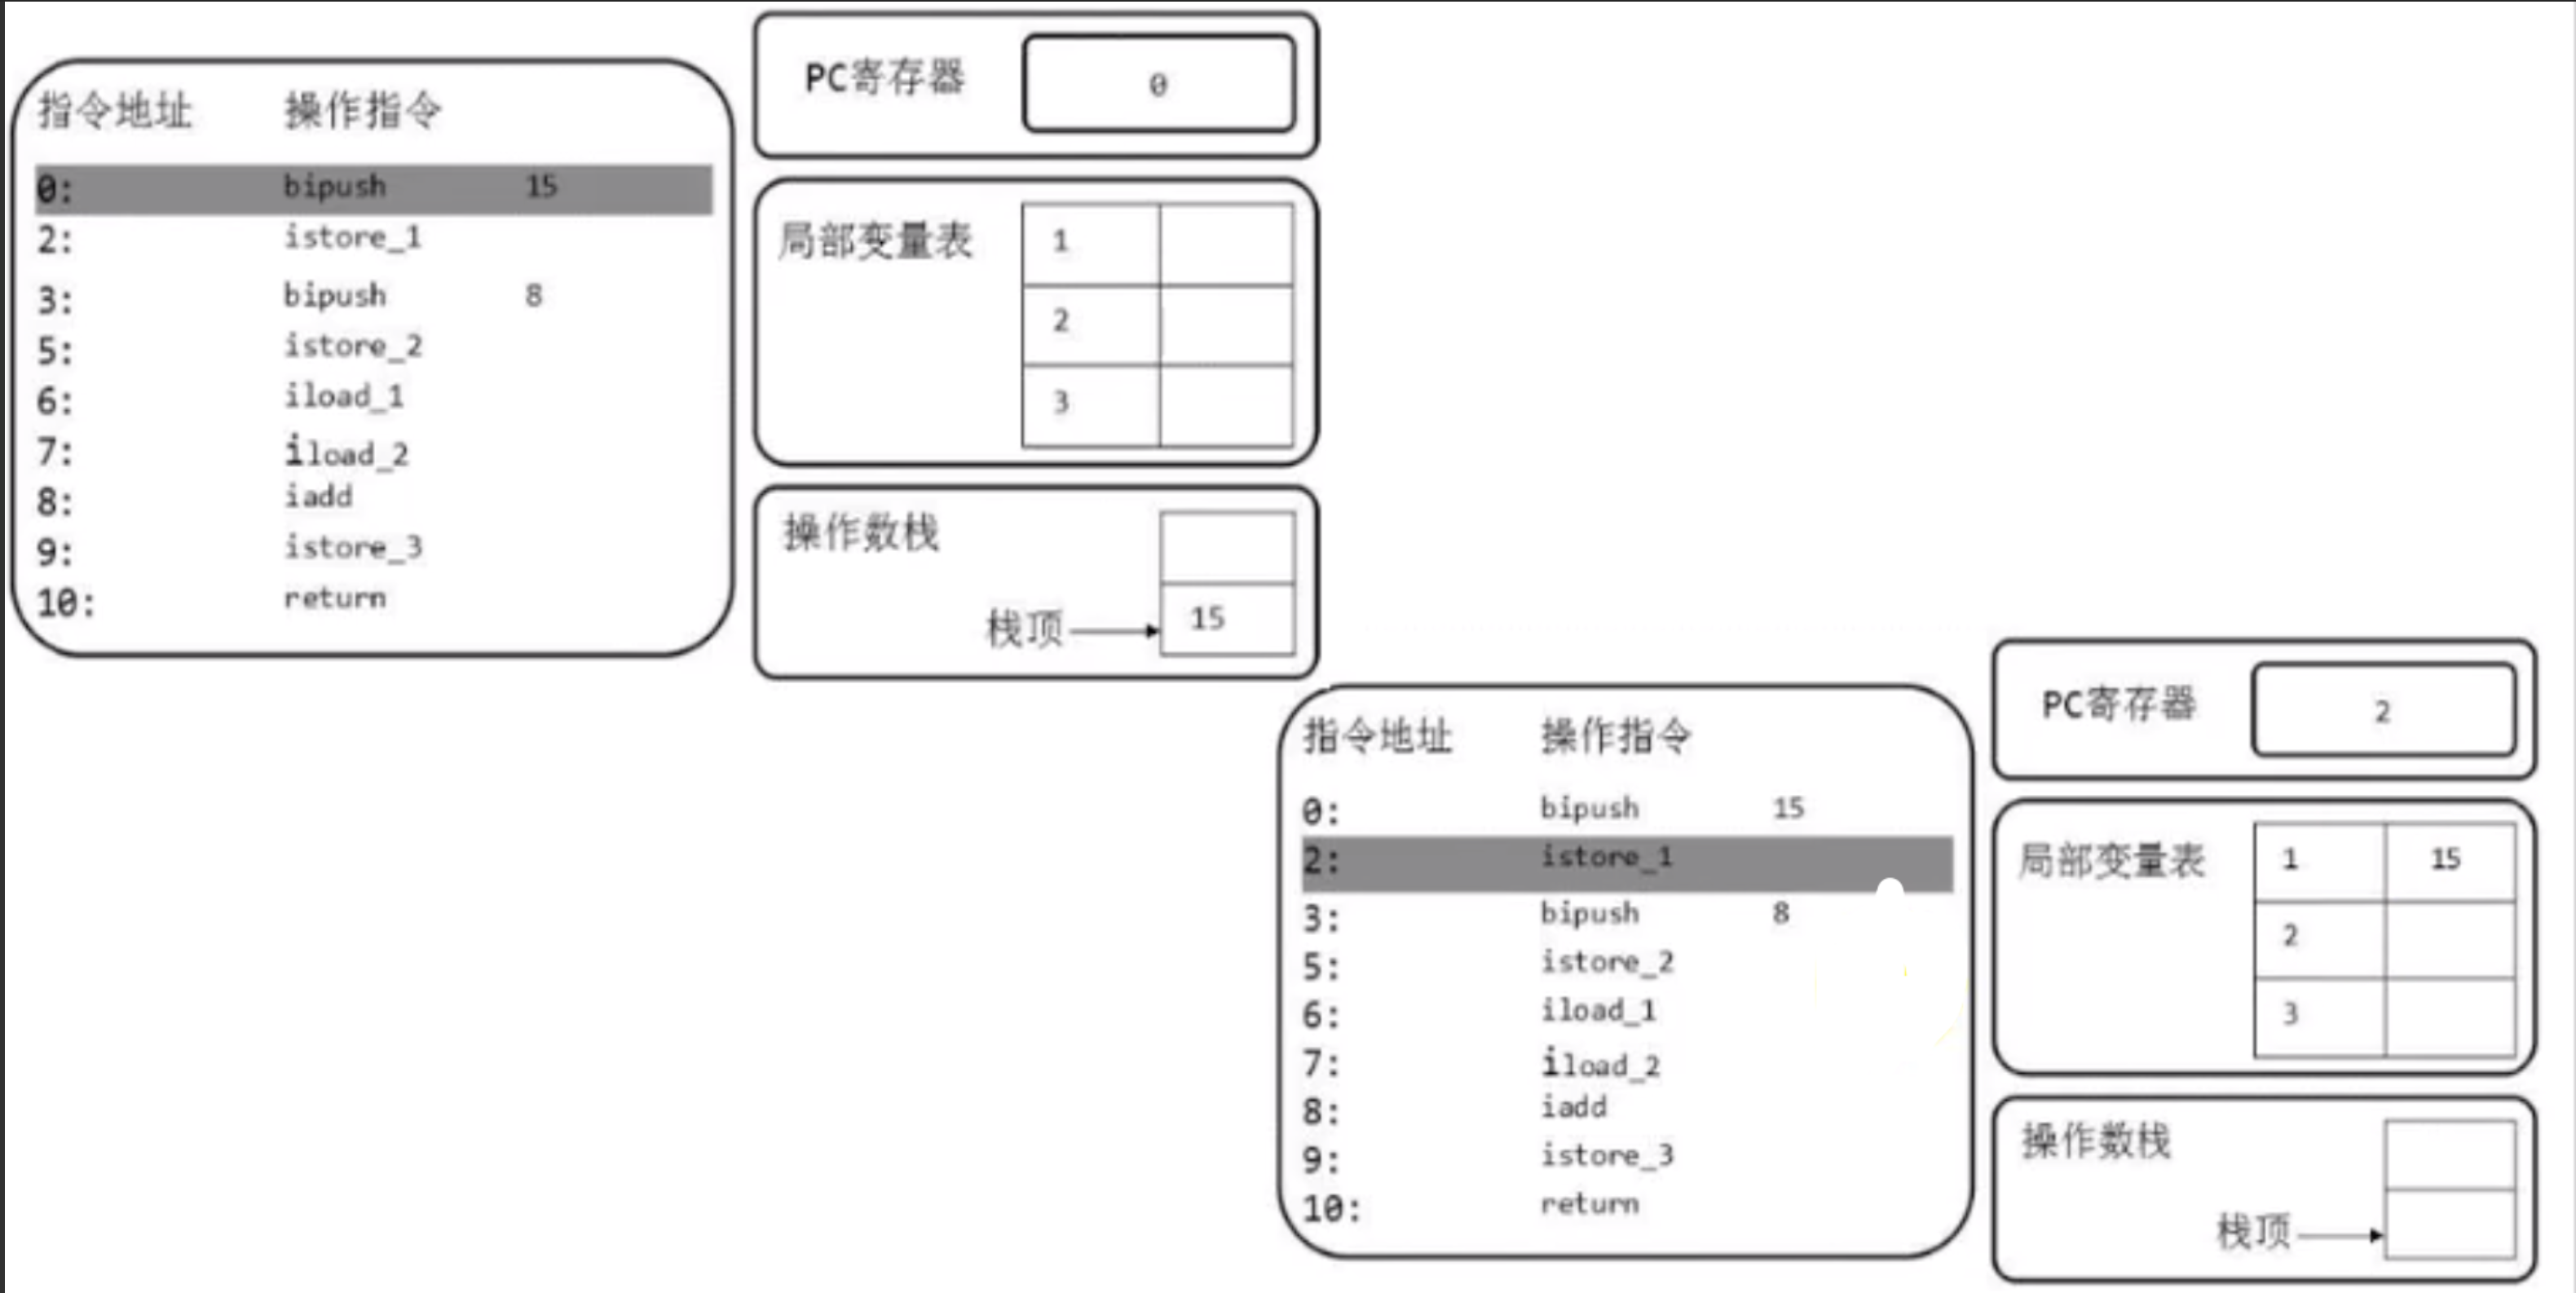 指令地址 操作指令
0: bipush 15
2: istore_1
3: bipush 8
5: istore_2
6: iload_1
7: iload_2
8: iadd
9: istore_3
10: return
PC寄存器 0
局部变量表 1
2
3
操作数栈
栈顶 15
指令地址 操作指令
0: bipush 15
2: istore_1
3: bipush 8
5: istore_2
6: iload_1
7: iload_2
8: iadd
9: istore_3
10: return
PC寄存器 2
局部变量表 1 15
2
3
操作数栈
栈顶